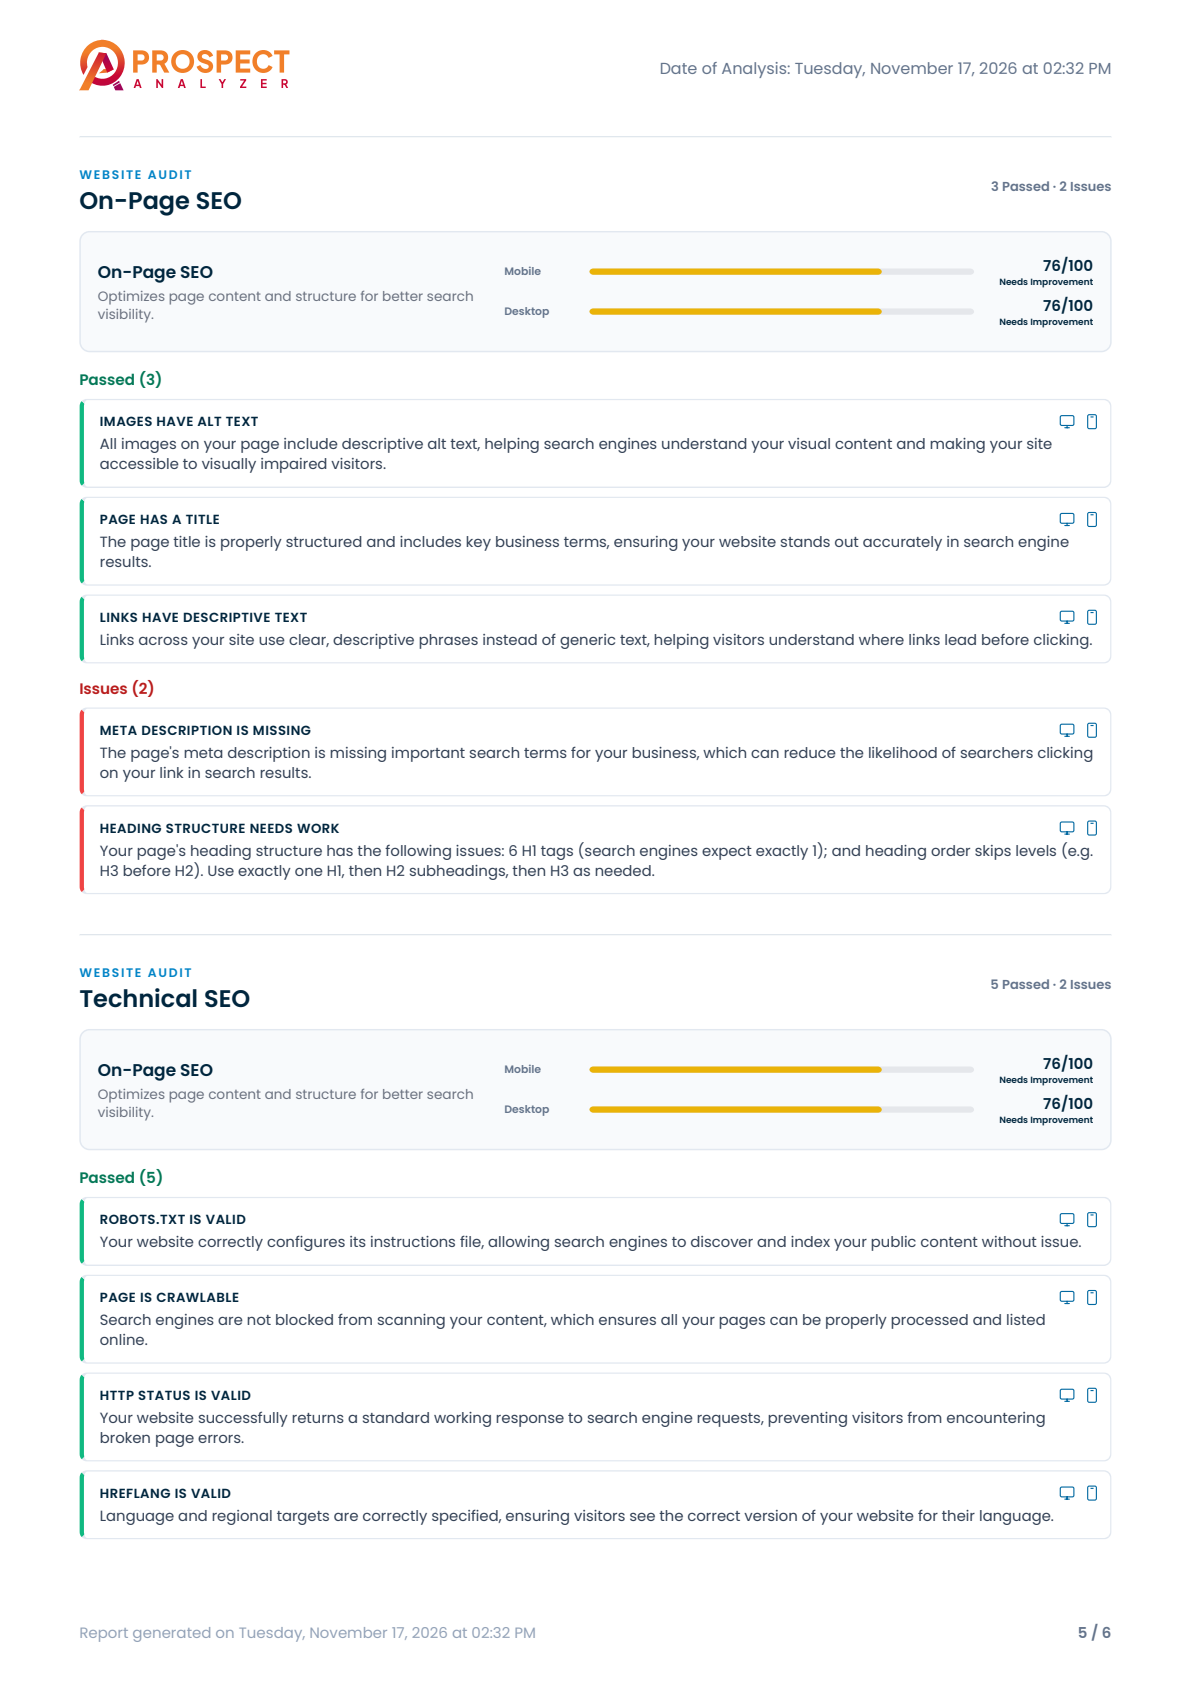 PROSPECT
ANALYZER
Date of Analysis: Tuesday, November 17, 2026 at 02:32 PM
WEBSITE AUDIT
On-Page SEO
3 Passed · 2 Issues
On-Page SEO
Optimizes page content and structure for better search
visibility.
Mobile
76/100
Needs Improvement
Desktop
76/100
Needs Improvement
Passed (3)
IMAGES HAVE ALT TEXT
All images on your page include descriptive alt text, helping search engines understand your visual content and making your site
accessible to visually impaired visitors.
PAGE HAS A TITLE
The page title is properly structured and includes key business terms, ensuring your website stands out accurately in search engine
results.
LINKS HAVE DESCRIPTIVE TEXT
Links across your site use clear, descriptive phrases instead of generic text, helping visitors understand where links lead before clicking.
Issues (2)
META DESCRIPTION IS MISSING
The page's meta description is missing important search terms for your business, which can reduce the likelihood of searchers clicking
on your link in search results.
HEADING STRUCTURE NEEDS WORK
Your page's heading structure has the following issues: 6 H1 tags (search engines expect exactly 1); and heading order skips levels (e.g.
H3 before H2). Use exactly one H1, then H2 subheadings, then H3 as needed.
WEBSITE AUDIT
Technical SEO
5 Passed · 2 Issues
On-Page SEO
Optimizes page content and structure for better search
visibility.
Mobile
76/100
Needs Improvement
Desktop
76/100
Needs Improvement
Passed (5)
ROBOTS.TXT IS VALID
Your website correctly configures its instructions file, allowing search engines to discover and index your public content without issue.
PAGE IS CRAWLABLE
Search engines are not blocked from scanning your content, which ensures all your pages can be properly processed and listed
online.
HTTP STATUS IS VALID
Your website successfully returns a standard working response to search engine requests, preventing visitors from encountering
broken page errors.
HREFLANG IS VALID
Language and regional targets are correctly specified, ensuring visitors see the correct version of your website for their language.
Report generated on Tuesday, November 17, 2026 at 02:32 PM
5 / 6